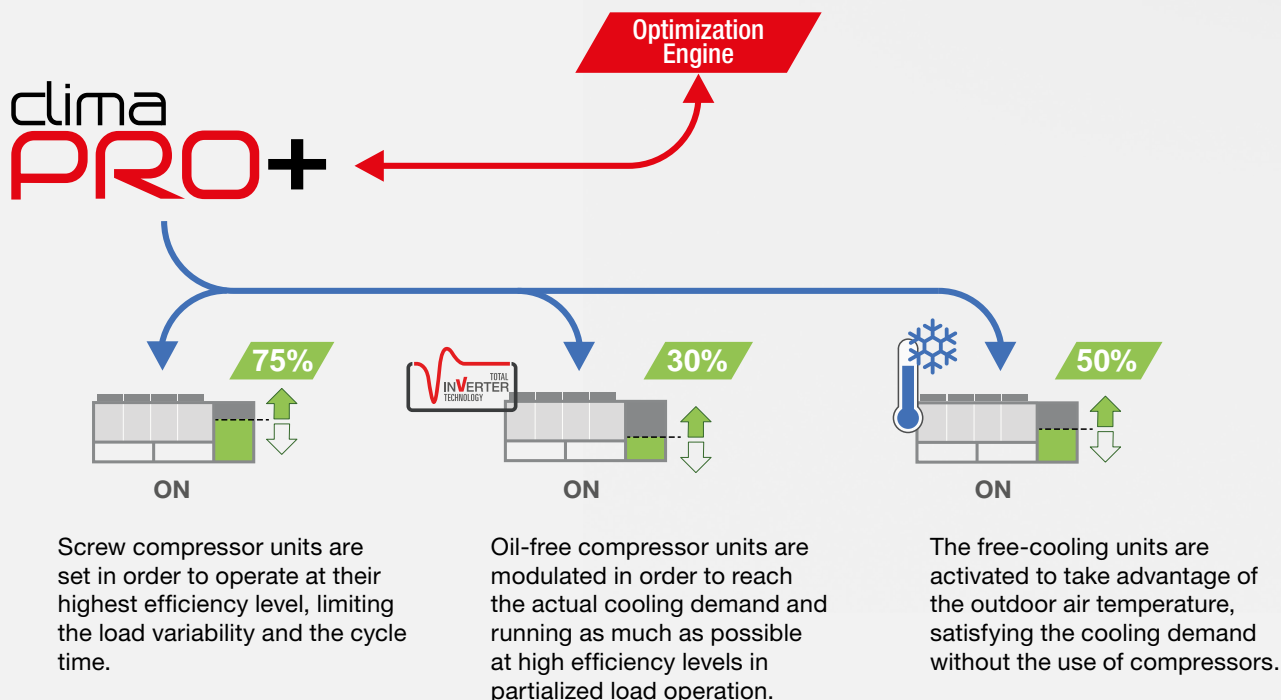 Optimization
Engine
clima
PRO+
75%
30%
50%
TOTAL
INVERTER
TECHNOLOGY
ON
ON
ON
Screw compressor units are
set in order to operate at their
highest efficiency level, limiting
the load variability and the cycle
time.
Oil-free compressor units are
modulated in order to reach
the actual cooling demand and
running as much as possible
at high efficiency levels in
partialized load operation.
The free-cooling units are
activated to take advantage of
the outdoor air temperature,
satisfying the cooling demand
without the use of compressors.